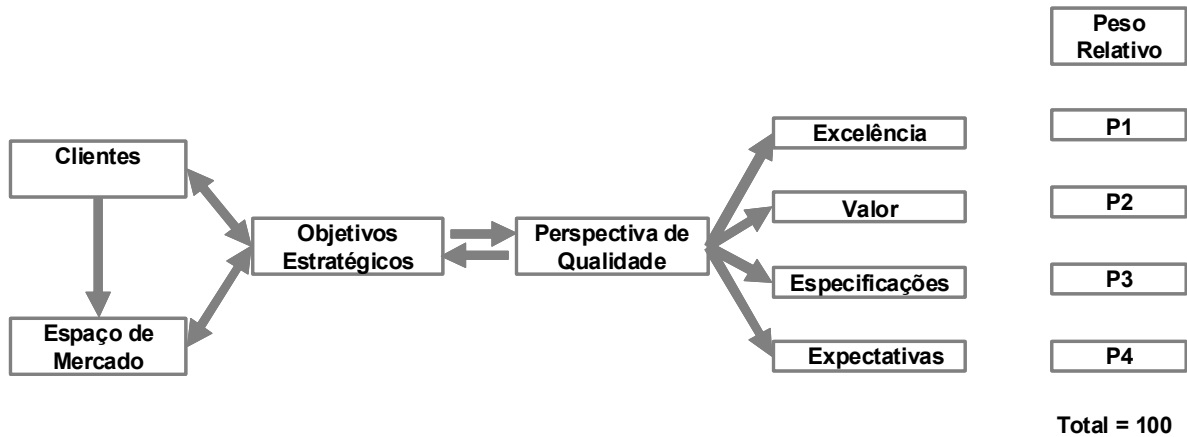 Peso
Relativo
Excelência
P1
Clientes
Valor
P2
Objetivos
Estratégicos
Perspectiva de
Qualidade
Especificações
P3
Espaço de
Mercado
Expectativas
P4
Total = 100